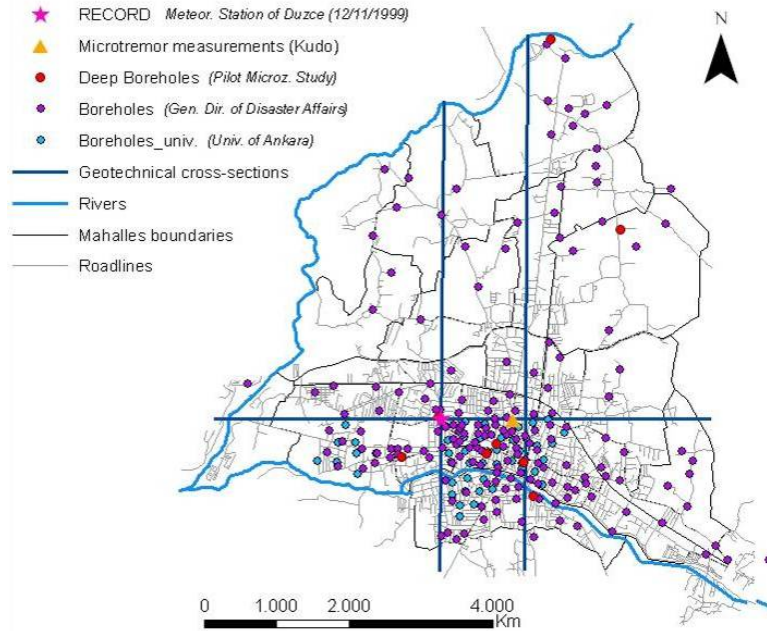 RECORD Meteor. Station of Duzce (12/11/1999)
N
Microtremor measurements (Kudo)
Deep Boreholes (Pilot Microz. Study)
Boreholes (Gen. Dir. of Disaster Affairs)
Boreholes_univ. (Univ. of Ankara)
Geotechnical cross-sections
Rivers
Mahalles boundaries
Roadlines
0 1.000 2.000 4.000
Km